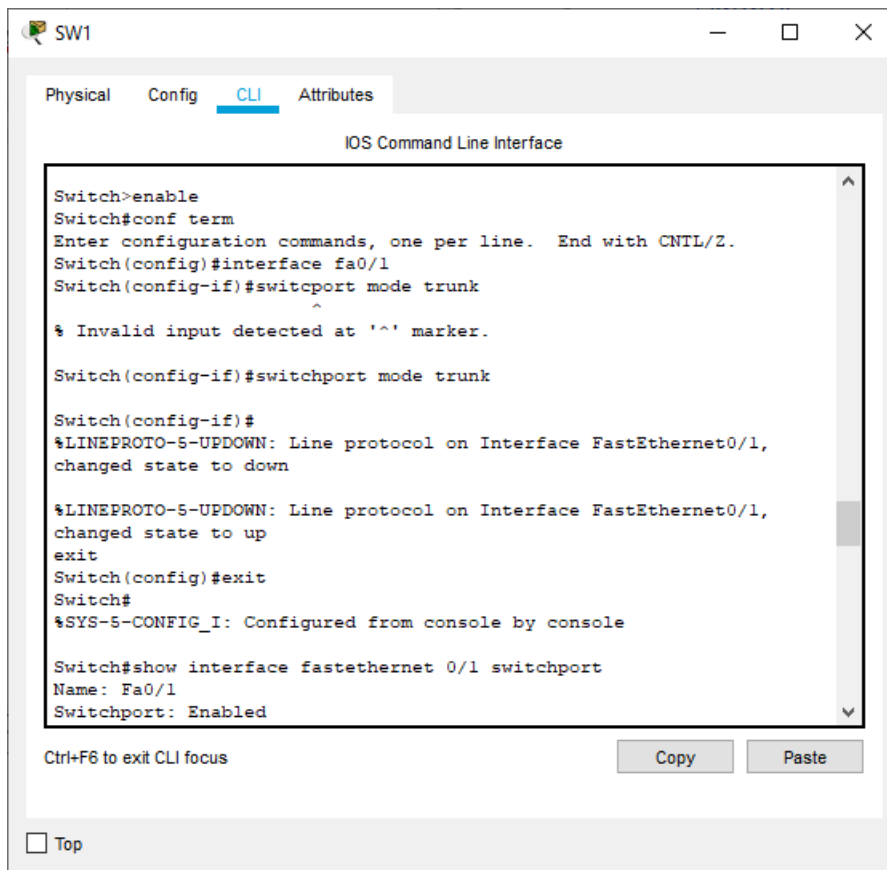 SW1
Physical Config CLI Attributes
IOS Command Line Interface
Switch>enable
Switch#conf term
Enter configuration commands, one per line.  End with CNTL/Z.
Switch(config)#interface fa0/1
Switch(config-if)#switcport mode trunk
^
% Invalid input detected at '^' marker.
Switch(config-if)#switchport mode trunk
Switch(config-if)#
%LINEPROTO-5-UPDOWN: Line protocol on Interface FastEthernet0/1,
changed state to down
%LINEPROTO-5-UPDOWN: Line protocol on Interface FastEthernet0/1,
changed state to up
exit
Switch(config)#exit
Switch#
%SYS-5-CONFIG_I: Configured from console by console
Switch#show interface fastethernet 0/1 switchport
Name: Fa0/1
Switchport: Enabled
Ctrl+F6 to exit CLI focus
Copy Paste
Top